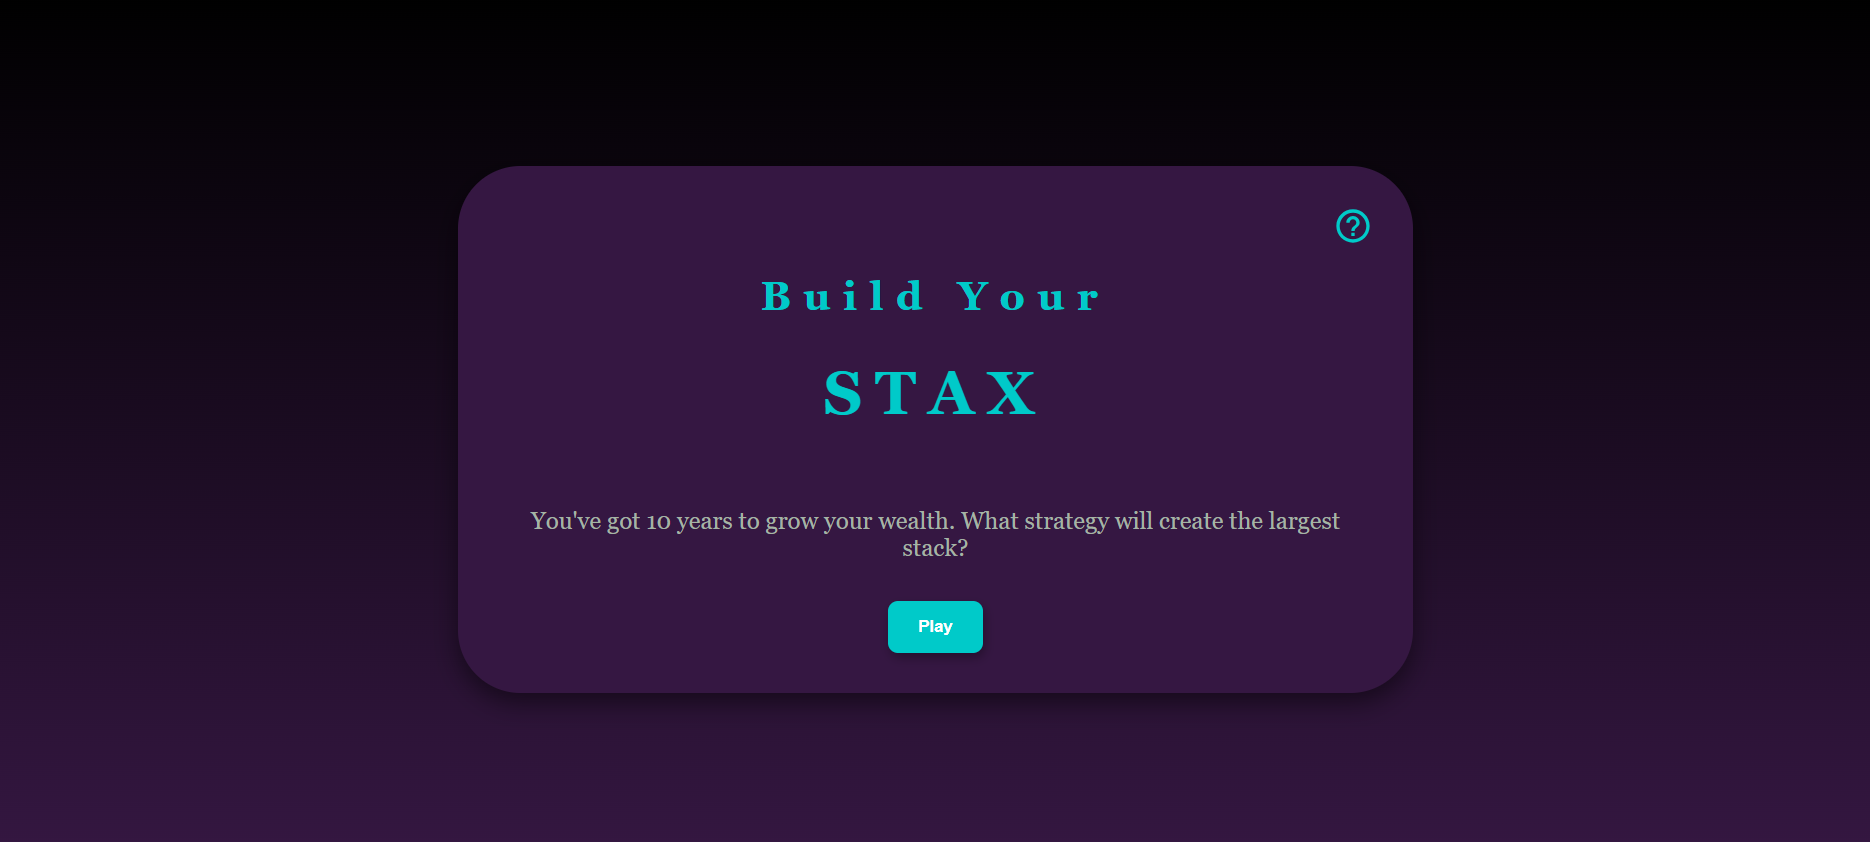 ?
Build Your
STAX
You've got 10 years to grow your wealth. What strategy will create the largest
stack?
Play